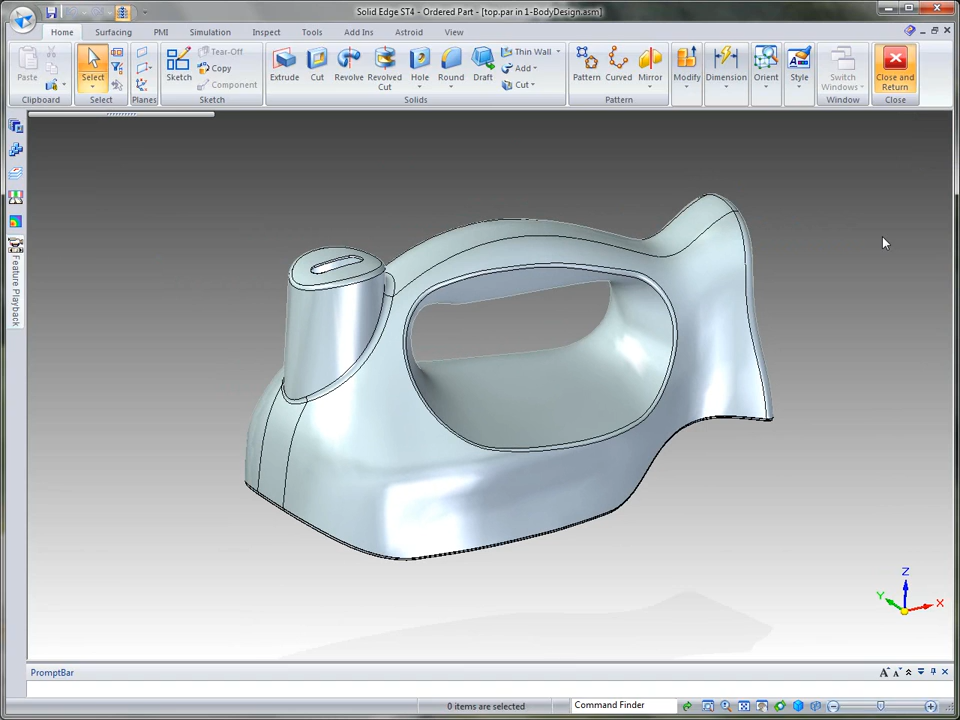 Solid Edge ST4 - Ordered Part - [top.par in 1-BodyDesign.asm]
Home Surfacing PMI Simulation Inspect Tools Add Ins Astroid View
Paste
Clipboard
Select
Select
Planes
Sketch
Tear-Off
Copy
Component
Sketch
Extrude Cut Revolve Revolved Cut Hole Round Draft
Thin Wall
Add
Cut
Solids
Pattern Curved Mirror
Pattern
Modify Dimension Orient Style
Switch Windows
Window
Close and Return
Close
Feature Playback
Z
Y
X
PromptBar
0 items are selected
Command Finder